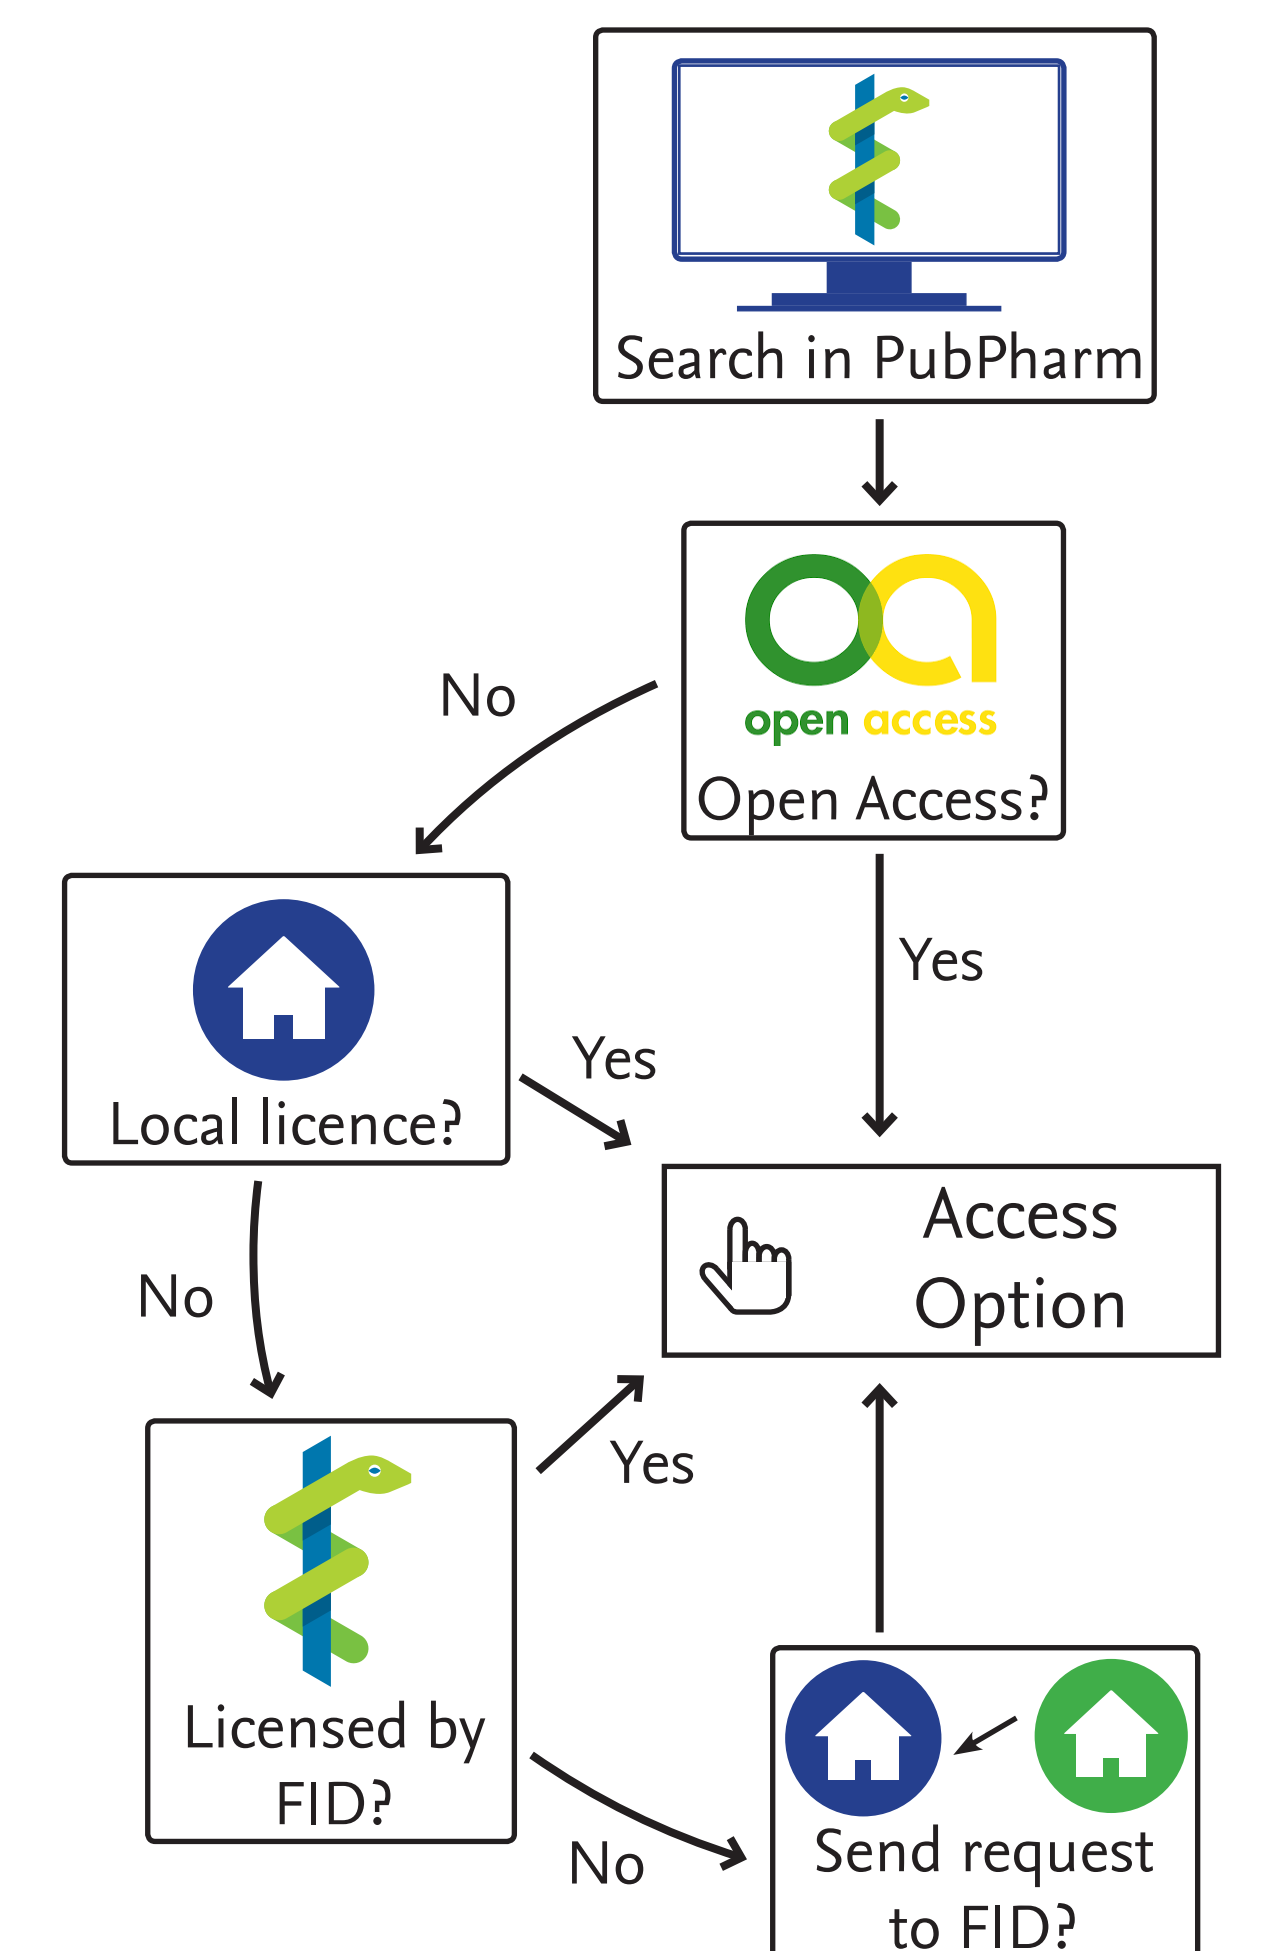 Search in PubPharm
open access
Open Access?
No
Yes
Local licence?
Yes
Access
Option
No
Yes
Licensed by
FID?
No
Send request
to FID?